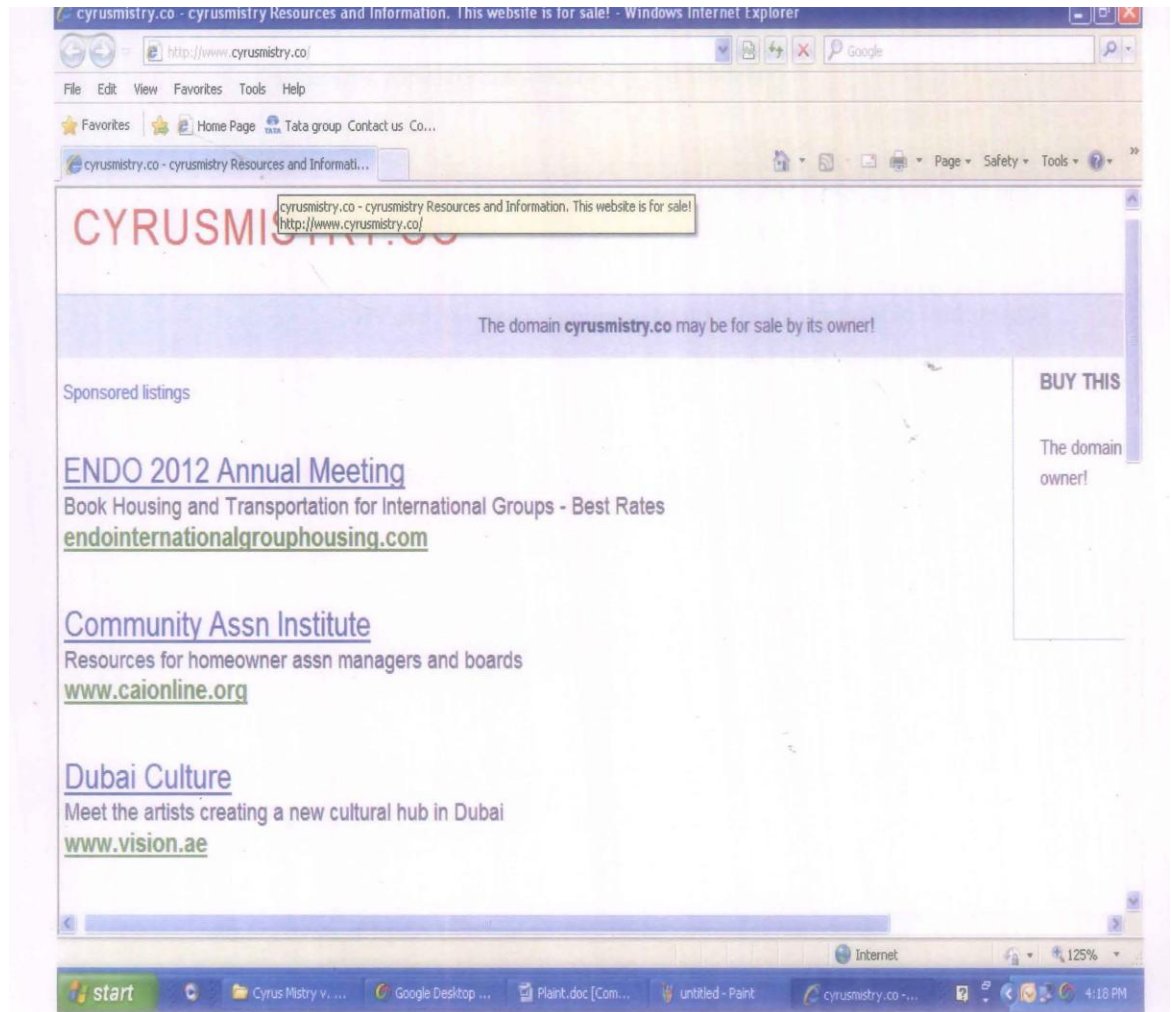 cyrusmistry.co - cyrusmistry Resources and Information. This website is for sale! - Windows Internet Explorer
http://www.cyrusmistry.co/
Google
File Edit View Favorites Tools Help
Favorites Home Page TATA Tata group Contact us Co...
cyrusmistry.co - cyrusmistry Resources and Informati...
Page Safety Tools
cyrusmistry.co - cyrusmistry Resources and Information. This website is for sale!
http://www.cyrusmistry.co/
CYRUSMISTRY.CO
The domain cyrusmistry.co may be for sale by its owner!
Sponsored listings
BUY THIS
The domain
owner!
ENDO 2012 Annual Meeting
Book Housing and Transportation for International Groups - Best Rates
endointernationalgrouphousing.com
Community Assn Institute
Resources for homeowner assn managers and boards
www.caionline.org
Dubai Culture
Meet the artists creating a new cultural hub in Dubai
www.vision.ae
Internet 125%
start Cyrus Mistry v. ... Google Desktop ... Plaint.doc [Com... untitled - Paint cyrusmistry.co -... 4:18 PM